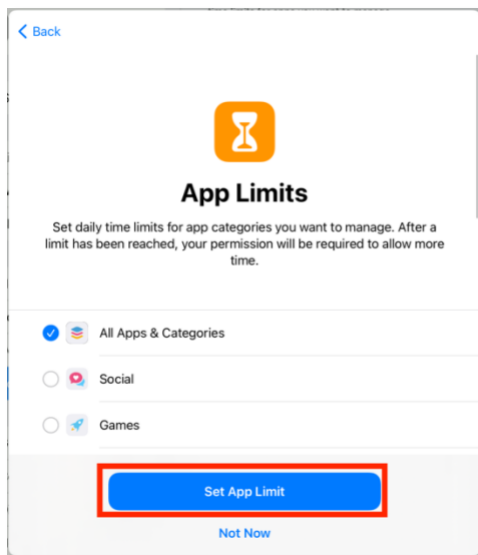 Back
App Limits
Set daily time limits for app categories you want to manage. After a
limit has been reached, your permission will be required to allow more
time.
All Apps & Categories
Social
Games
Set App Limit
Not Now